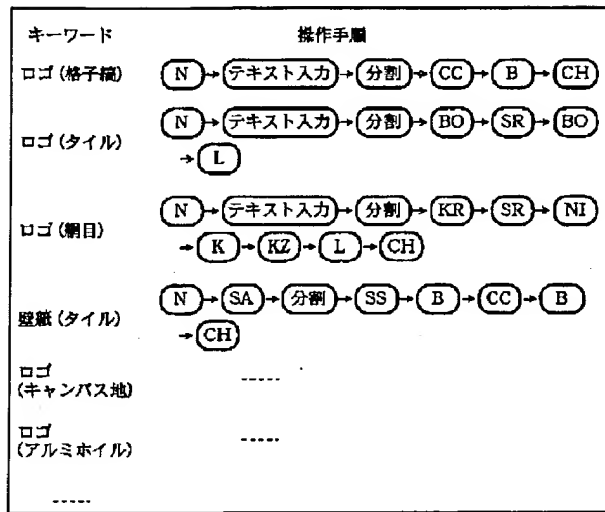 キーワード 操作手順
ロゴ(格子縞) N→テキスト入力→分割→CC→B→CH
ロゴ(タイル) N→テキスト入力→分割→BO→SR→BO
→L
ロゴ(網目) N→テキスト入力→分割→KR→SR→NI
→K→KZ→L→CH
壁紙(タイル) N→SA→分割→SS→B→CC→B
→CH
ロゴ
(キャンバス地) -----
ロゴ
(アルミホイル) -----
-----